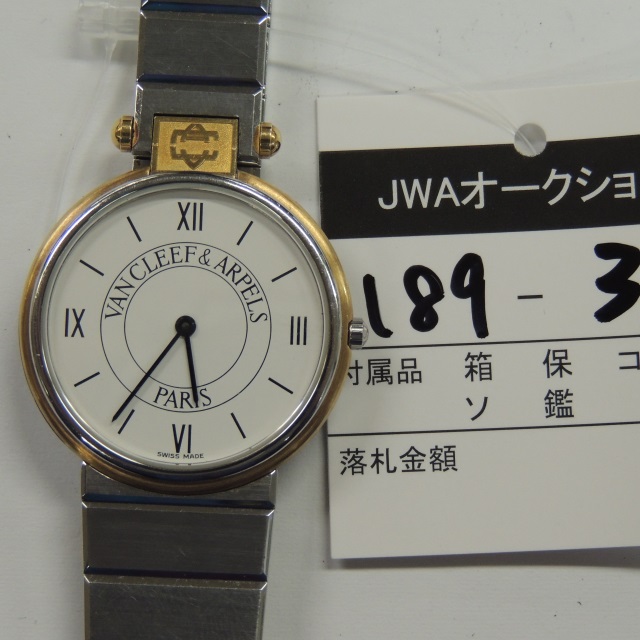 XII
VAN CLEEF & ARPELS
IX
III
PARIS
VI
SWISS MADE
JWAオークショ
189 - 3
付属品 箱 保 コ
ソ 鑑
落札金額